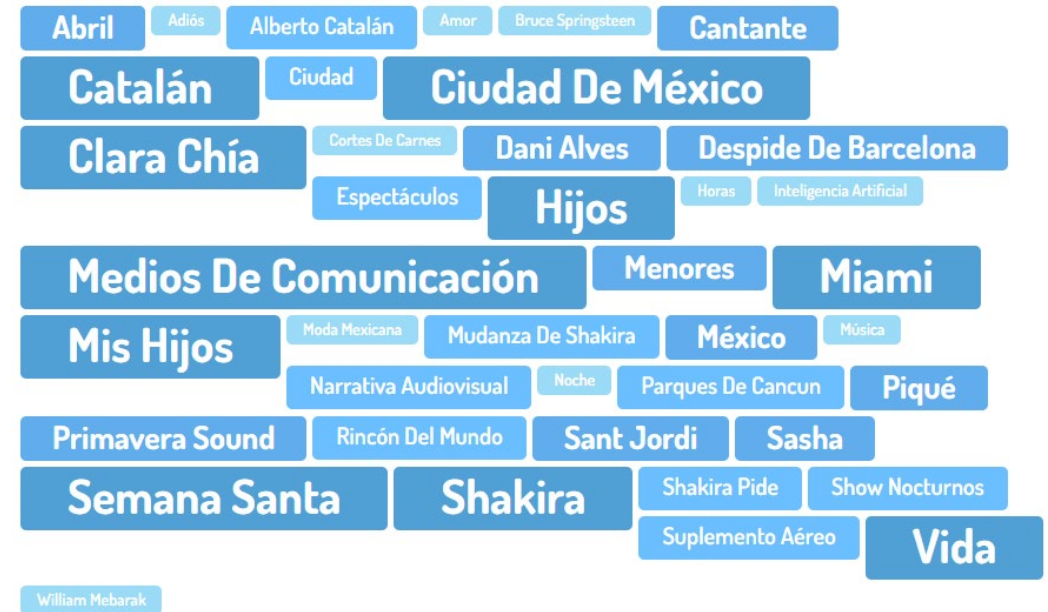 Abril Adiós Alberto Catalán Amor Bruce Springsteen Cantante
Catalán Ciudad Ciudad De México
Clara Chía Cortes De Carnes Dani Alves Despide De Barcelona
Espectáculos Hijos Horas Inteligencia Artificial
Medios De Comunicación Menores Miami
Mis Hijos Moda Mexicana Mudanza De Shakira México Música
Narrativa Audiovisual Noche Parques De Cancun Piqué
Primavera Sound Rincón Del Mundo Sant Jordi Sasha
Semana Santa Shakira Shakira Pide Show Nocturnos
Suplemento Aéreo Vida
William Mebarak